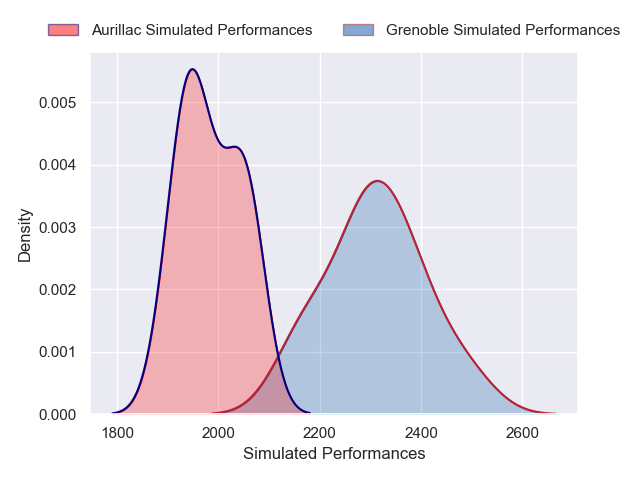 Aurillac Simulated Performances Grenoble Simulated Performances
0.005
0.004
0.003
0.002
0.001
0.000
Density
1800 2000 2200 2400 2600
Simulated Performances